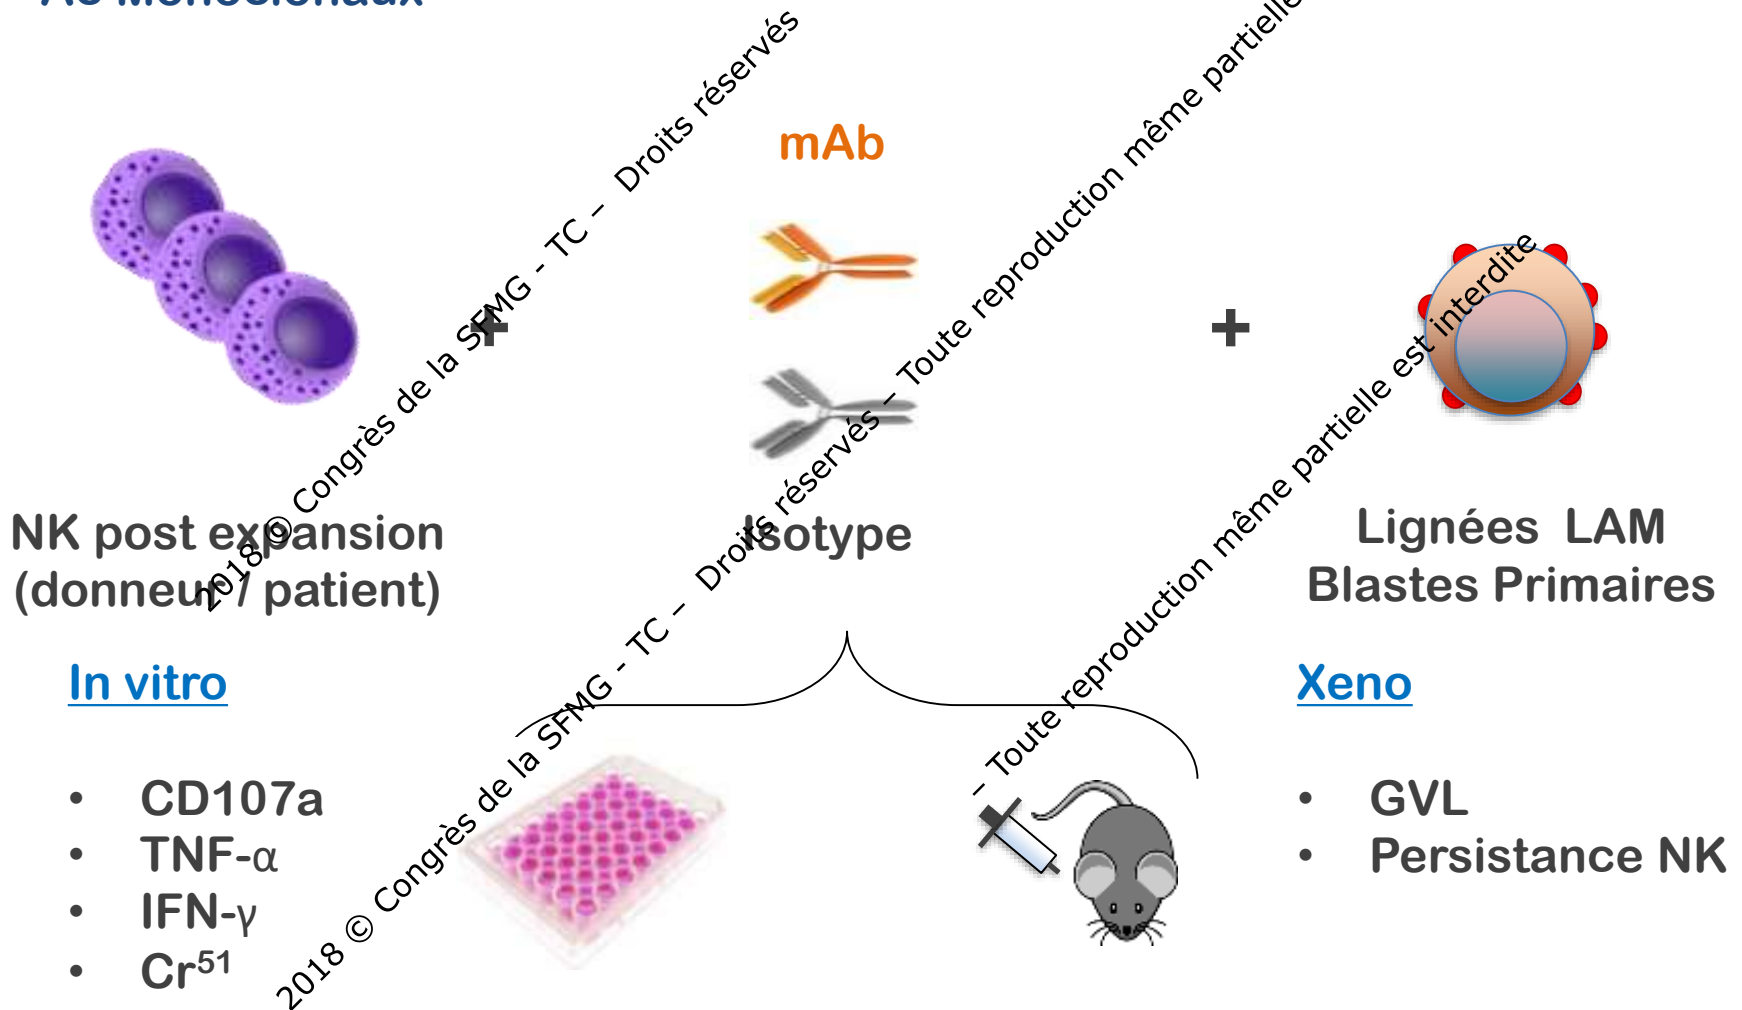 Ac Monoclonaux
mAb
+
+
NK post expansion
(donneur / patient)
Isotype
Lignées LAM
Blastes Primaires
In vitro
• CD107a
• TNF-α
• IFN-γ
• Cr⁵¹
Xeno
• GVL
• Persistance NK
2018 © Congrès de la SFMG - TC – Droits réservés
2018 © Congrès de la SFMG - TC – Droits réservés – Toute reproduction même partielle
– Toute reproduction même partielle est interdite